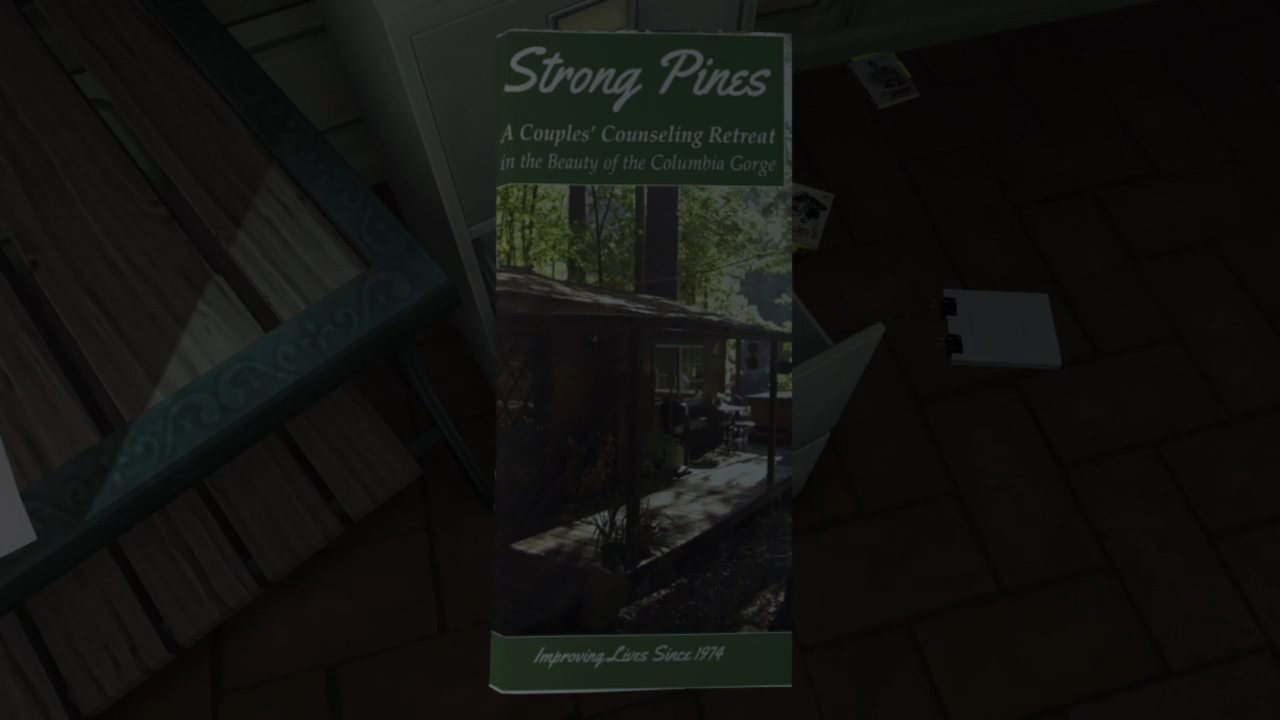 Strong Pines
A Couples' Counseling Retreat
in the Beauty of the Columbia Gorge
Improving Lives Since 1974